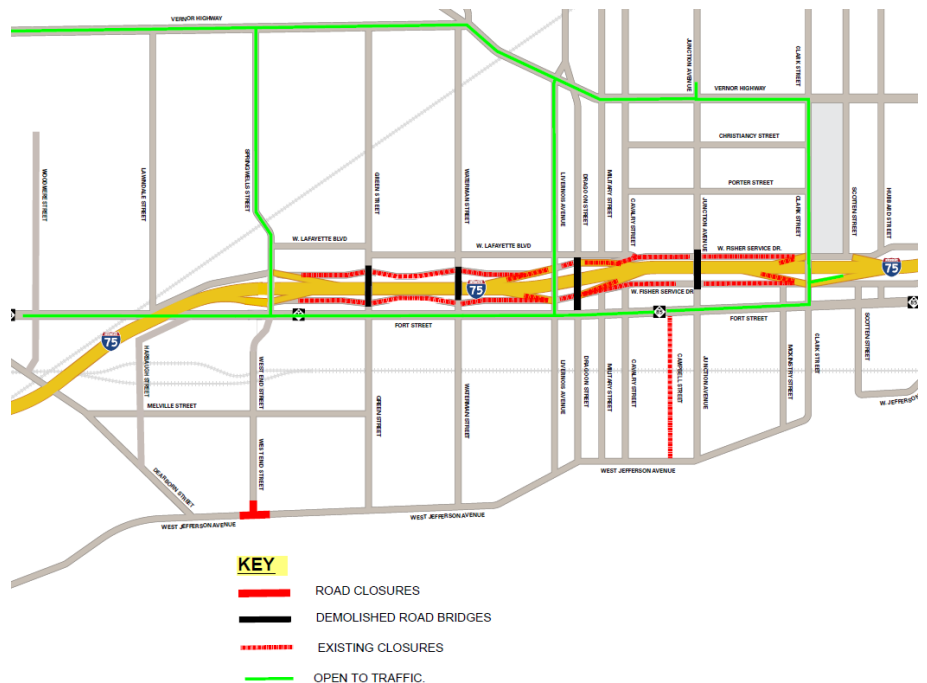 VERNOR HIGHWAY
JUNCTION AVENUE
CLARK STREET
VERNOR HIGHWAY
CHRISTIANCY STREET
WOODMERE STREET
LAWNDALE STREET
SPRINGWELLS STREET
GREEN STREET
WATERMAN STREET
LIVERNOIS AVENUE
DRAGOON STREET
MILITARY STREET
CAVALRY STREET
PORTER STREET
JUNCTION AVENUE
CLARK STREET
SCOTTEN STREET
HUBBARD STREET
W. LAFAYETTE BLVD
W. LAFAYETTE BLVD
W. FISHER SERVICE DR.
75
75
W. FISHER SERVICE DR.
85
85
FORT STREET
FORT STREET
75
HARBAUGH STREET
WEST END STREET
LIVERNOIS AVENUE
DRAGOON STREET
MILITARY STREET
CAVALRY STREET
CAMPBELL STREET
JUNCTION AVENUE
MCKINSTRY STREET
CLARK STREET
SCOTTEN STREET
MELVILLE STREET
GREEN STREET
WATERMAN STREET
W. JEFFERSO
WEST END STREET
DEARBORN STREET
WEST JEFFERSON AVENUE
WEST JEFFERSON AVENUE
WEST JEFFERSON AVENUE
KEY
ROAD CLOSURES
DEMOLISHED ROAD BRIDGES
EXISTING CLOSURES
OPEN TO TRAFFIC.